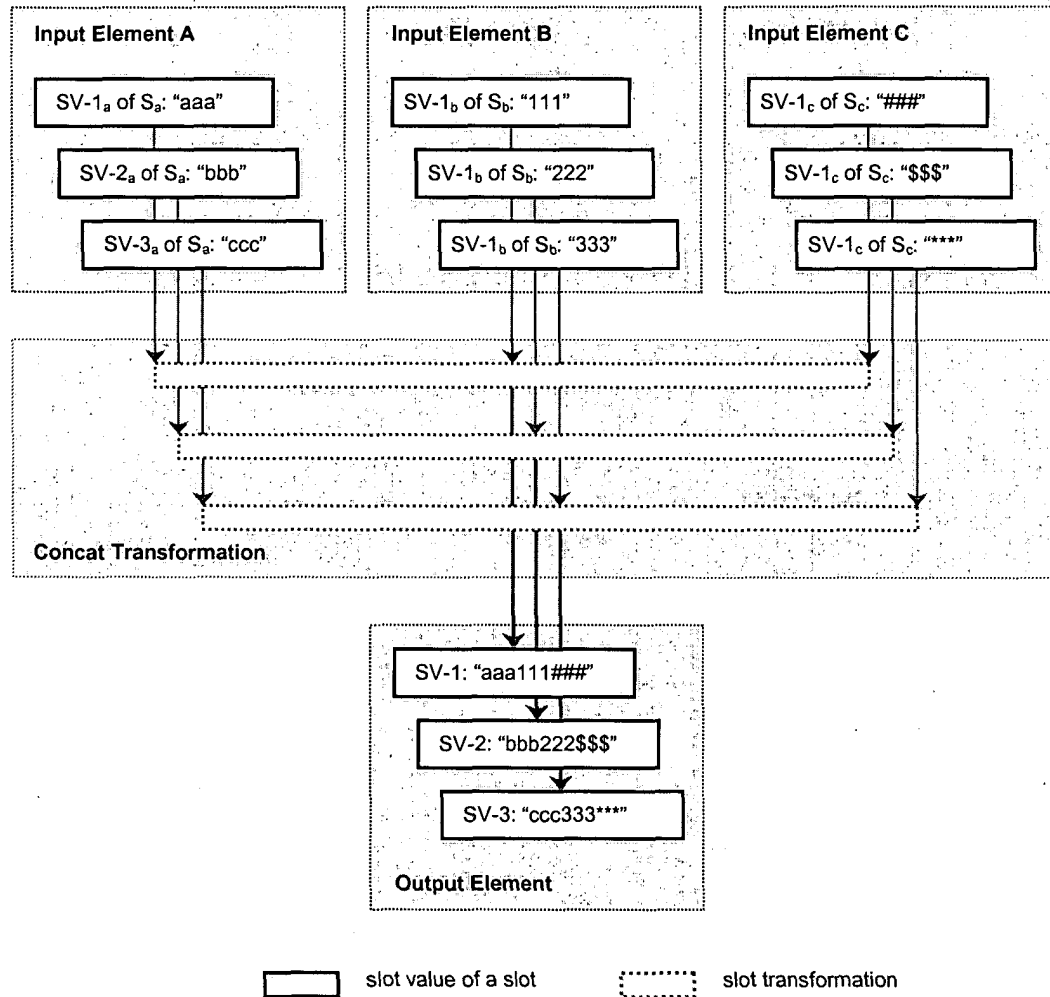 Input Element A
Input Element B
Input Element C
SV-1a of Sa: “aaa”
SV-1b of Sb: “111”
SV-1c of Sc: “###”
SV-2a of Sa: “bbb”
SV-1b of Sb: “222”
SV-1c of Sc: “$$$”
SV-3a of Sa: “ccc”
SV-1b of Sb: “333”
SV-1c of Sc: “***”
Concat Transformation
SV-1: “aaa111###”
SV-2: “bbb222$$$”
SV-3: “ccc333***”
Output Element
slot value of a slot
slot transformation